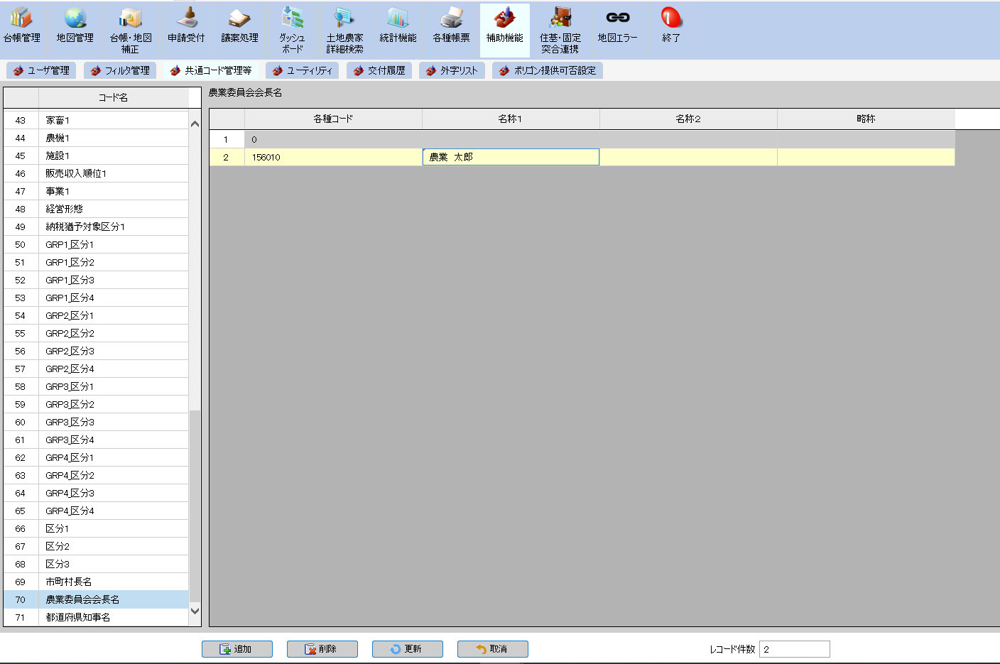 台帳管理
地図管理
台帳・地図
補正
申請受付
議案処理
ダッシュ
ボード
土地農家
詳細検索
統計機能
各種帳票
補助機能
住基・固定
突合連携
地図エラー
終了
ユーザ管理
フィルタ管理
共通コード管理等
ユーティリティ
交付履歴
外字リスト
ポリゴン提供可否設定
コード名
43 家畜1
44 農機1
45 施設1
46 販売収入順位1
47 事業1
48 経営形態
49 納税猶予対象区分1
50 GRP1_区分1
51 GRP1_区分2
52 GRP1_区分3
53 GRP1_区分4
54 GRP2_区分1
55 GRP2_区分2
56 GRP2_区分3
57 GRP2_区分4
58 GRP3_区分1
59 GRP3_区分2
60 GRP3_区分3
61 GRP3_区分4
62 GRP4_区分1
63 GRP4_区分2
64 GRP4_区分3
65 GRP4_区分4
66 区分1
67 区分2
68 区分3
69 市町村長名
70 農業委員会会長名
71 都道府県知事名
農業委員会会長名
各種コード 名称1 名称2 略称
1 0
2 156010 農業 太郎
追加
削除
更新
取消
レコード件数 2